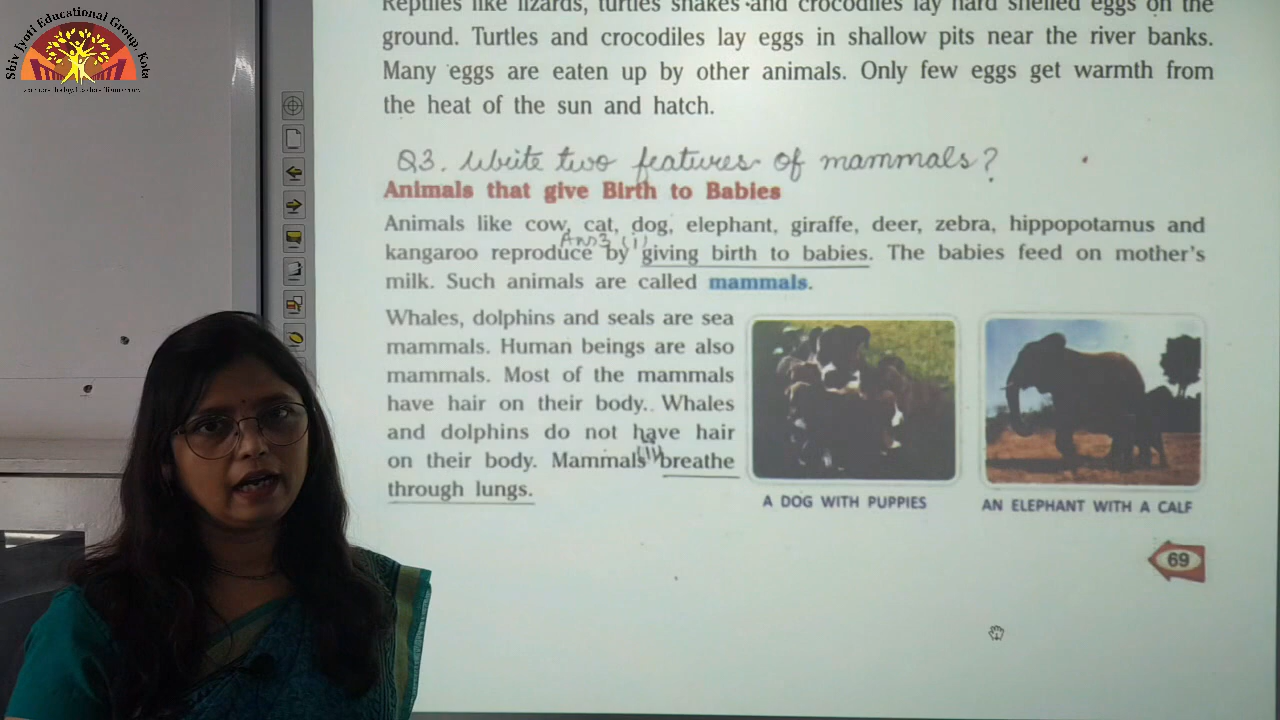 Shiv Jyoti Educational Group, Kota
Reptiles like lizards, turtles snakes and crocodiles lay hard shelled eggs on the
ground. Turtles and crocodiles lay eggs in shallow pits near the river banks.
Many eggs are eaten up by other animals. Only few eggs get warmth from
the heat of the sun and hatch.
Q3. Write two features of mammals?
Animals that give Birth to Babies
Animals like cow, cat, dog, elephant, giraffe, deer, zebra, hippopotamus and
Ans3 (i)
kangaroo reproduce by giving birth to babies. The babies feed on mother's
milk. Such animals are called mammals.
Whales, dolphins and seals are sea
mammals. Human beings are also
mammals. Most of the mammals
have hair on their body. Whales
and dolphins do not have hair
(ii)
on their body. Mammals breathe
through lungs.
A DOG WITH PUPPIES
AN ELEPHANT WITH A CALF
69